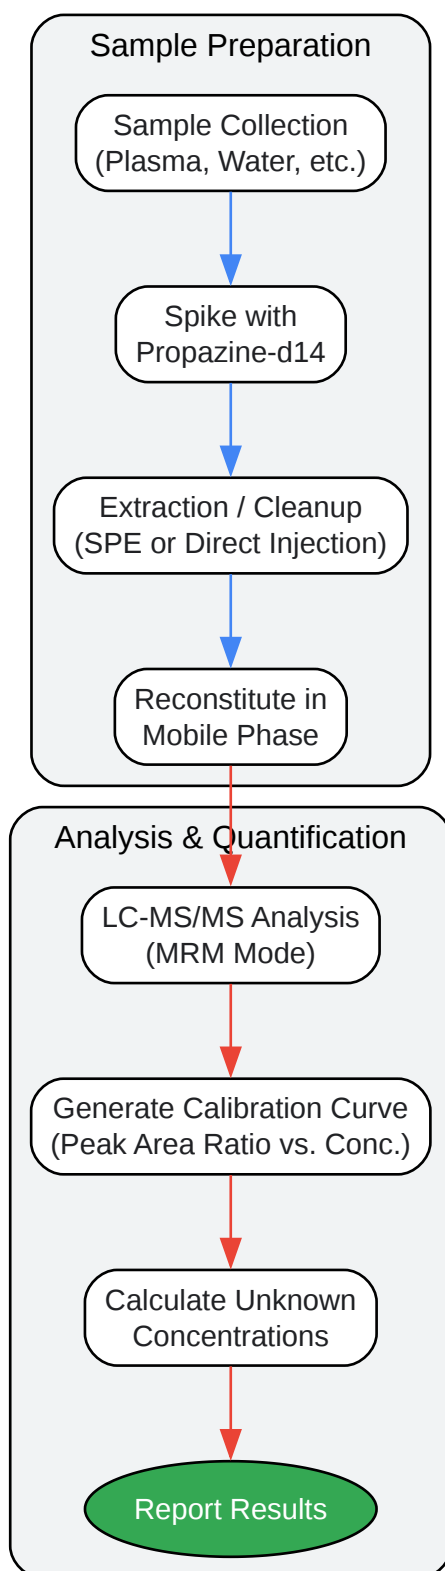 Sample Preparation
Sample Collection
(Plasma, Water, etc.)
Spike with
Propazine-d14
Extraction / Cleanup
(SPE or Direct Injection)
Reconstitute in
Mobile Phase
Analysis & Quantification
LC-MS/MS Analysis
(MRM Mode)
Generate Calibration Curve
(Peak Area Ratio vs. Conc.)
Calculate Unknown
Concentrations
Report Results